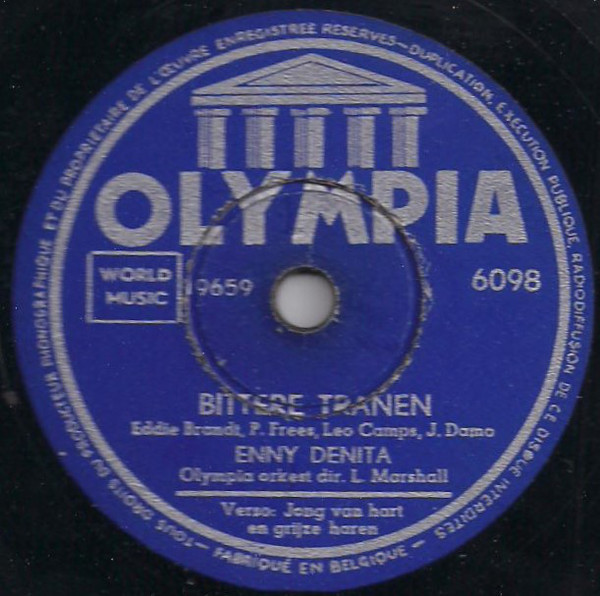 TOUS DROITS DU PRODUCTEUR PHONOGRAPHIQUE ET DU PROPRIETAIRE DE L'ŒUVRE ENREGISTREE RESERVES—DUPLICATION, EXECUTION PUBLIQUE, RADIODIFFUSION DE CE DISQUE INTERDITES
OLYMPIA
WORLD MUSIC
19659
6098
BITTERE TRANEN
Eddie Brandt, P. Frees, Leo Camps, J. Damo
ENNY DENITA
Olympia orkest dir. L. Marshall
Verso: Jong van hart
en grijze haren
—FABRIQUÉ EN BELGIQUE—